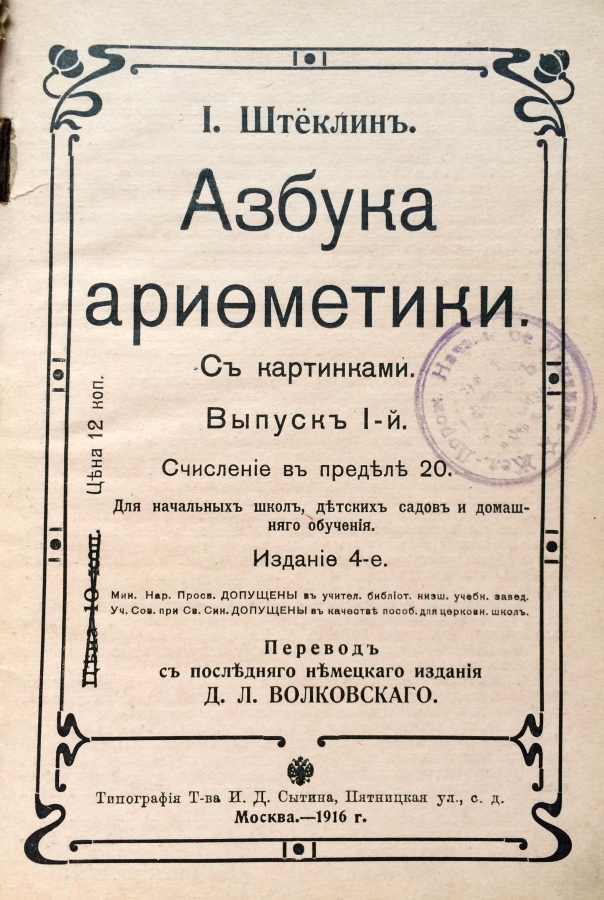 І. Штёклинъ.
Азбука
ариѳметики.
Съ картинками.
Выпускъ І-й.
Счисленіе въ предѣлѣ 20.
Для начальныхъ школъ, дѣтскихъ садовъ и домаш-
няго обученія.
Изданіе 4-е.
Мин. Нар. Просв. ДОПУЩЕНЫ въ учител. библіот. низш. учебн. завед.
Уч. Сов. при Св. Син. ДОПУЩЕНЫ въ качествѣ пособ. для церковн. школъ.
Переводъ
съ послѣдняго нѣмецкаго изданія
Д. Л. ВОЛКОВСКАГО.
Цѣна 12 коп.
Цѣна 10 коп.
Типографія Т-ва И. Д. Сытина, Пятницкая ул., с. д.
Москва.—1916 г.